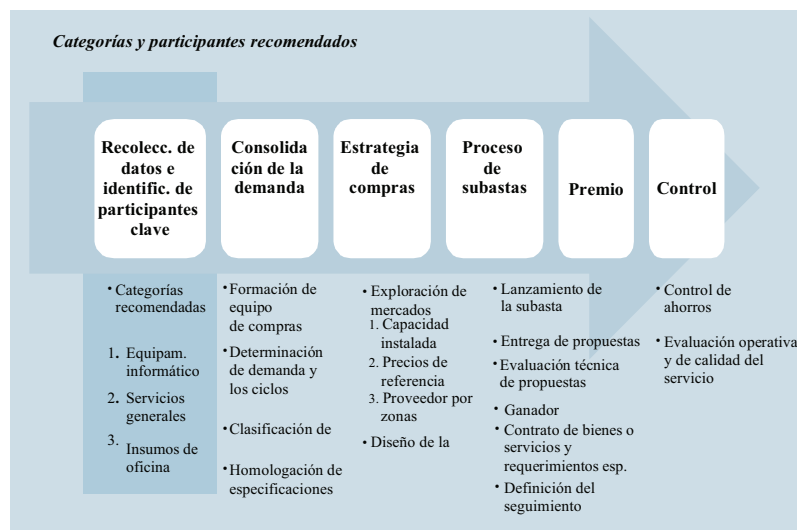 Categorías y participantes recomendados
Recolecc. de
datos e
identific. de
participantes
clave
Consolida
ción de la
demanda
Estrategia
de
compras
Proceso
de
subastas
Premio
Control
• Categorías
recomendadas
1. Equipam.
informático
2. Servicios
generales
3. Insumos de
oficina
• Formación de
equipo
de compras
• Determinación
de demanda y
los ciclos
• Clasificación de
• Homologación de
especificaciones
• Exploración de
mercados
1. Capacidad
instalada
2. Precios de
referencia
3. Proveedor por
zonas
• Diseño de la
• Lanzamiento de
la subasta
• Entrega de propuestas
• Evaluación técnica
de propuestas
• Ganador
• Contrato de bienes o
servicios y
requerimientos esp.
• Definición del
seguimiento
• Control de
ahorros
• Evaluación operativa
y de calidad del
servicio